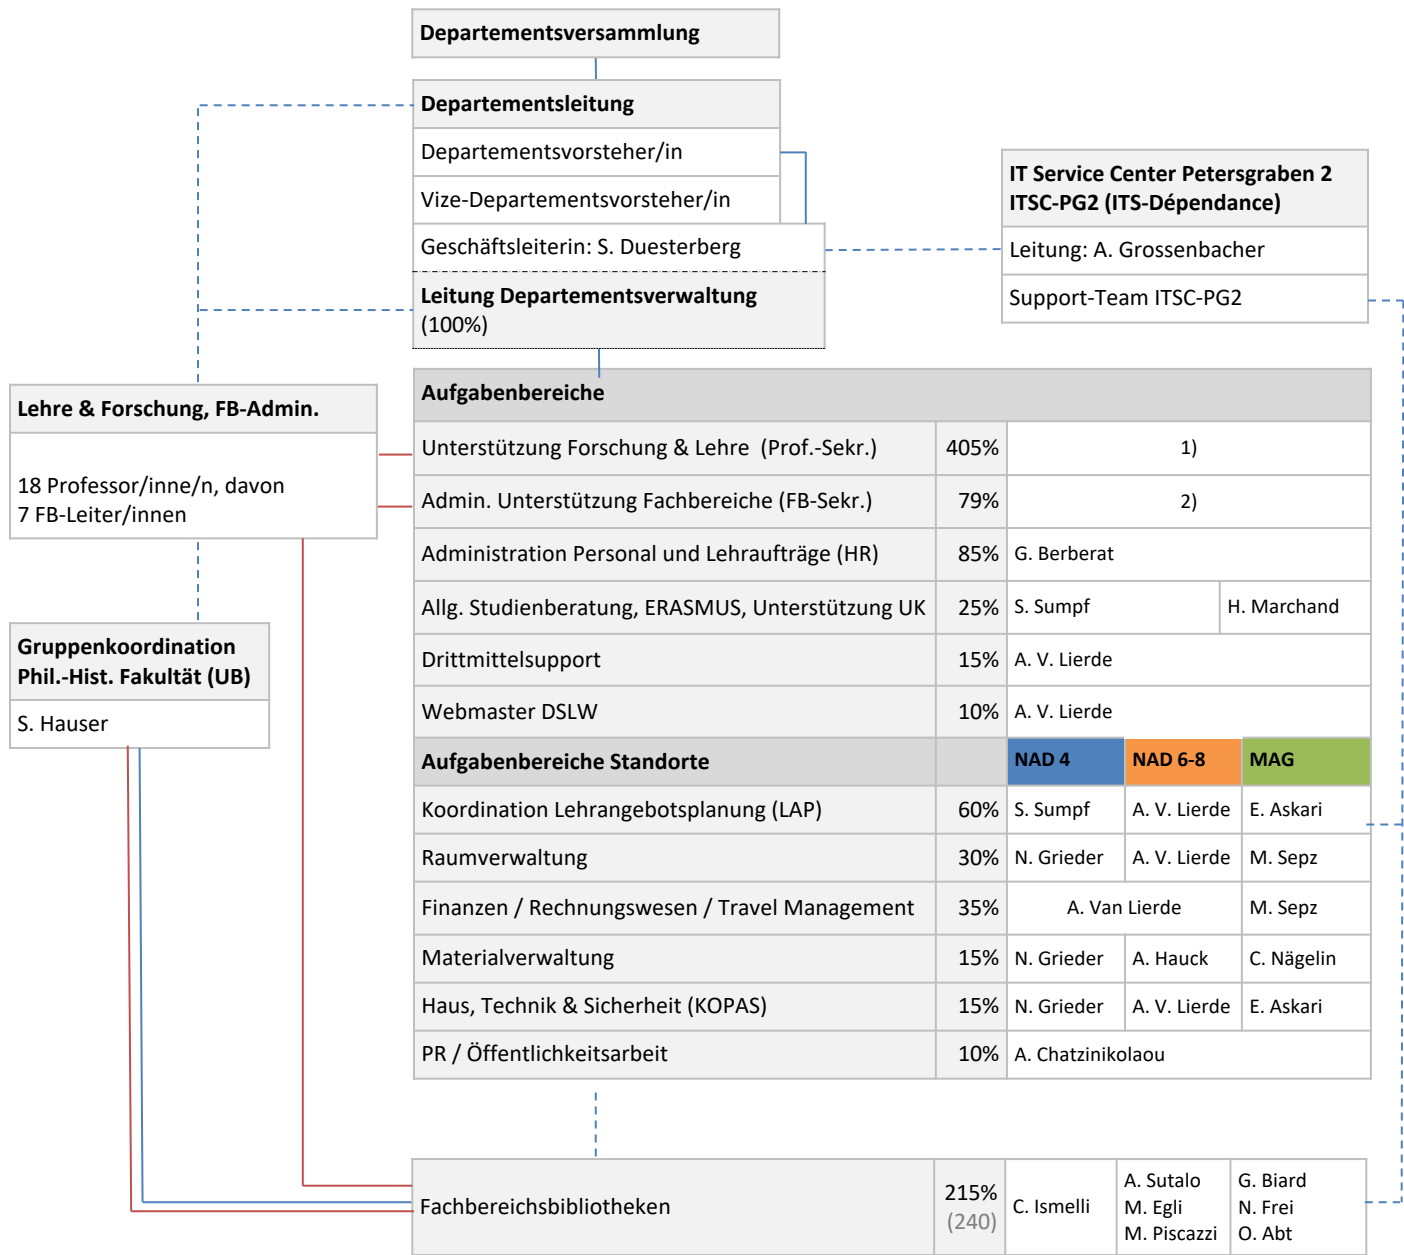 Departementsversammlung
Departementsleitung
Departementsvorsteher/in
Vize-Departementsvorsteher/in
Geschäftsleiterin: S. Duesterberg
Leitung Departementsverwaltung
(100%)
IT Service Center Petersgraben 2
ITSC-PG2 (ITS-Dépendance)
Leitung: A. Grossenbacher
Support-Team ITSC-PG2
Lehre & Forschung, FB-Admin.
18 Professor/inne/n, davon
7 FB-Leiter/innen
Gruppenkoordination
Phil.-Hist. Fakultät (UB)
S. Hauser
Aufgabenbereiche
Unterstützung Forschung & Lehre (Prof.-Sekr.) 405% 1)
Admin. Unterstützung Fachbereiche (FB-Sekr.) 79% 2)
Administration Personal und Lehraufträge (HR) 85% G. Berberat
Allg. Studienberatung, ERASMUS, Unterstützung UK 25% S. Sumpf H. Marchand
Drittmittelsupport 15% A. V. Lierde
Webmaster DSLW 10% A. V. Lierde
Aufgabenbereiche Standorte NAD 4 NAD 6-8 MAG
Koordination Lehrangebotsplanung (LAP) 60% S. Sumpf A. V. Lierde E. Askari
Raumverwaltung 30% N. Grieder A. V. Lierde M. Sepz
Finanzen / Rechnungswesen / Travel Management 35% A. Van Lierde M. Sepz
Materialverwaltung 15% N. Grieder A. Hauck C. Nägelin
Haus, Technik & Sicherheit (KOPAS) 15% N. Grieder A. V. Lierde E. Askari
PR / Öffentlichkeitsarbeit 10% A. Chatzinikolaou
Fachbereichsbibliotheken
215%
(240)
C. Ismelli
A. Sutalo
M. Egli
M. Piscazzi
G. Biard
N. Frei
O. Abt